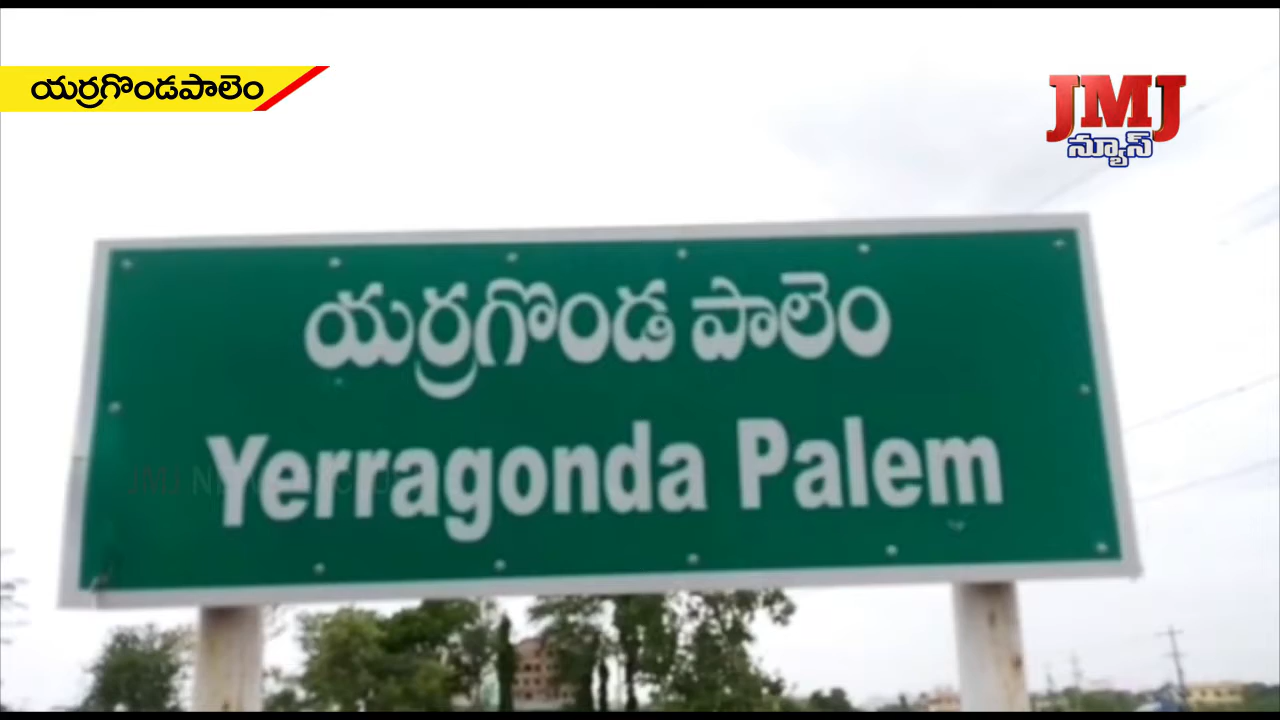 యర్రగొండపాలెం
JMJ
న్యూస్
యర్రగొండ పాలెం
Yerragonda Palem